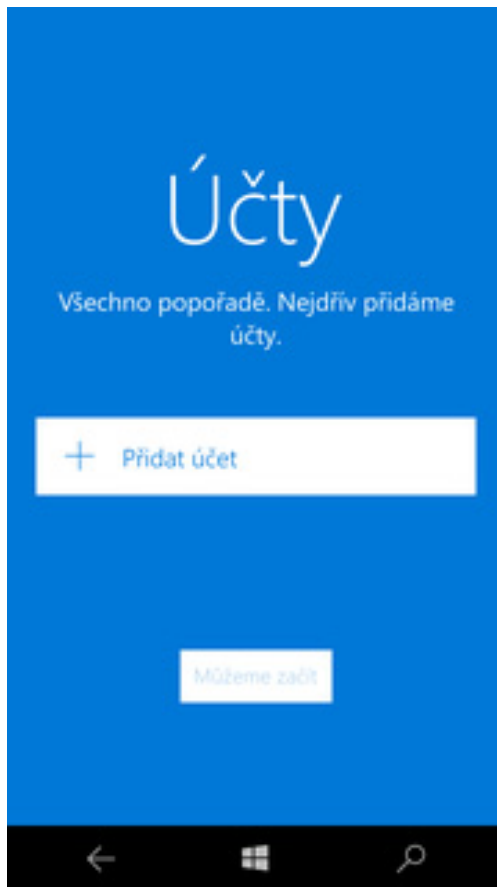 Účty
Všechno popořadě. Nejdřív přidáme
účty.
Přidat účet
Můžeme začít